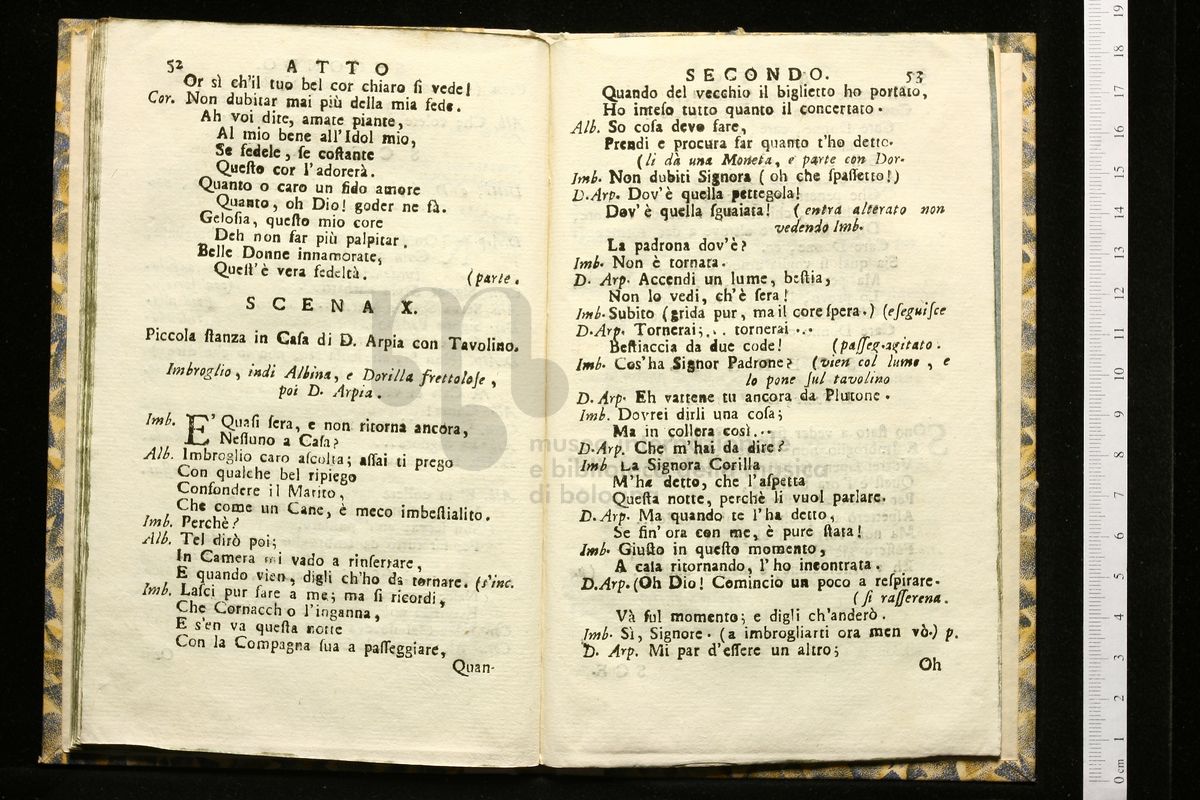 52 ATTO
Or sì ch'il tuo bel cor chiaro ſi vede!
Cor. Non dubitar mai più della mia fede.
Ah voi dite, amate piante,
Al mio bene all'Idol mio,
Se fedele, ſe coſtante
Queſto cor l'adorerà.
Quanto o caro un fido amore
Quanto, oh Dio! goder ne fà.
Geloſia, queſto mio core
Deh non far più palpitar.
Belle Donne innamorate,
Queſt'è vera fedeltà. (parte.
SCENA X.
Piccola ſtanza in Caſa di D. Arpia con Tavolino.
Imbroglio, indi Albina, e Dorilla frettoloſe,
poi D. Arpia.
Imb. E' Quaſi ſera, e non ritorna ancora,
Neſſuno a Caſa?
Alb. Imbroglio caro aſcolta; aſſai ti prego
Con qualche bel ripiego
Confondere il Marito,
Che come un Cane, è meco imbeſtialito.
Imb. Perchè?
Alb. Tel dirò poi;
In Camera mi vado a rinſerrare,
E quando vien, digli ch'ho da tornare. (s'inc.
Imb. Laſci pur fare a me; ma ſi ricordi,
Che Cornacch o l'inganna,
E s'en va queſta notte
Con la Compagna ſua a paſſeggiare,
Quan-
SECONDO. 53
Quando del vecchio il biglietto ho portato,
Ho inteſo tutto quanto il concertato.
Alb. So coſa devo fare,
Prendi e procura far quanto t'ho detto.
(li dà una Moneta, e parte con Dor.
Imb. Non dubiti Signora (oh che ſpaſſetto!)
D.Arp. Dov'è quella pettegola!
Dov'è quella ſguaiata! (entra alterato non
vedendo Imb.
La padrona dov'è?
Imb. Non è tornata.
D. Arp. Accendi un lume, beſtia,
Non lo vedi, ch'è ſera!
Imb. Subito (grida pur, ma il core ſpera.) (eſeguiſce
D.Arp. Tornerai;... tornerai ...
Beſtiaccia da due code! (paſſeg. agitato.
Imb. Cos'ha Signor Padrone? (vien col lume, e
lo pone ſul tavolino
D. Arp. Eh vattene tu ancora da Plutone.
Imb. Dovrei dirli una coſa;
Ma in collera così...
D.Arp. Che m'hai da dire?
Imb La Signora Corilla
M'ha detto, che l'aſpetta
Queſta notte, perchè li vuol parlare.
D. Arp. Ma quando te l'ha detto,
Se fin'ora con me, è pure ſtata!
Imb. Giuſto in queſto momento,
A caſa ritornando, l'ho incontrata.
D.Arp.(Oh Dio! Comincio un poco a reſpirare.
(ſi raſſerena.
Và ſul momento; e digli ch'anderò.
Imb. Sì, Signore. (a imbrogliarti ora men vò.) p.
D. Arp. Mi par d'eſſere un altro;
Oh